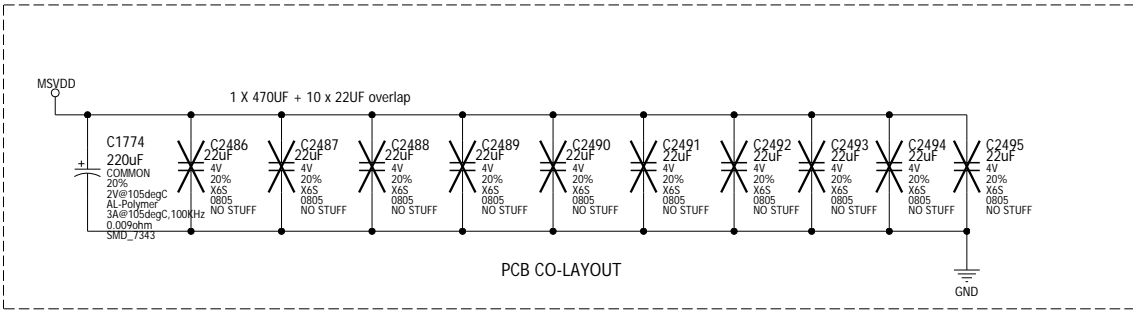 MSVDD
1 X 470UF + 10 x 22UF overlap
C1774
220uF
COMMON
20%
2V@105degC
AL-Polymer
3A@105degC,100KHz
0.009ohm
SMD_7343
C2486
22uF
4V
20%
X6S
0805
NO STUFF
C2487
22uF
4V
20%
X6S
0805
NO STUFF
C2488
22uF
4V
20%
X6S
0805
NO STUFF
C2489
22uF
4V
20%
X6S
0805
NO STUFF
C2490
22uF
4V
20%
X6S
0805
NO STUFF
C2491
22uF
4V
20%
X6S
0805
NO STUFF
C2492
22uF
4V
20%
X6S
0805
NO STUFF
C2493
22uF
4V
20%
X6S
0805
NO STUFF
C2494
22uF
4V
20%
X6S
0805
NO STUFF
C2495
22uF
4V
20%
X6S
0805
NO STUFF
PCB CO-LAYOUT
GND